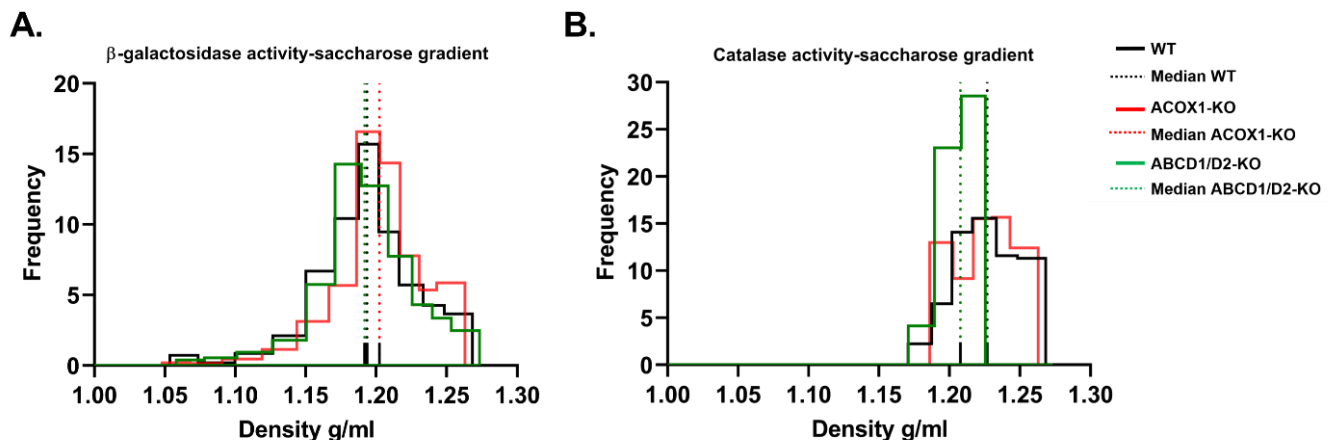 A.
β-galactosidase activity-saccharose gradient
20
15
10
5
0
Frequency
1.00 1.05 1.10 1.15 1.20 1.25 1.30
Density g/ml
B.
Catalase activity-saccharose gradient
30
25
20
15
10
5
0
Frequency
1.00 1.05 1.10 1.15 1.20 1.25 1.30
Density g/ml
WT
Median WT
ACOX1-KO
Median ACOX1-KO
ABCD1/D2-KO
Median ABCD1/D2-KO